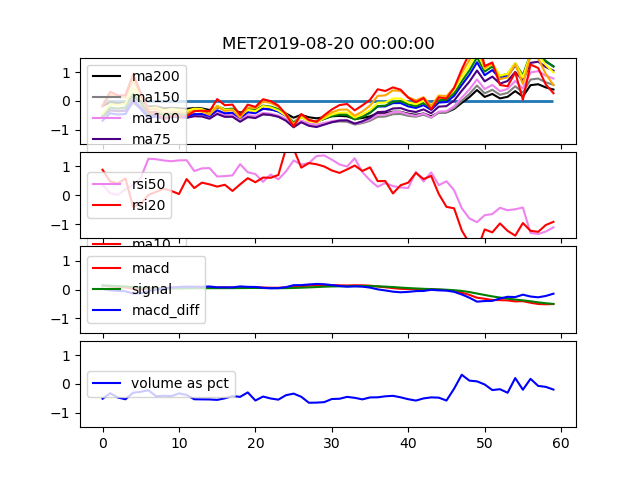 MET2019-08-20 00:00:00
1
0
−1
ma200
ma150
ma100
ma75
1
0
−1
rsi50
rsi20
ma10
1
0
−1
macd
signal
macd_diff
1
0
−1
volume as pct
0 10 20 30 40 50 60